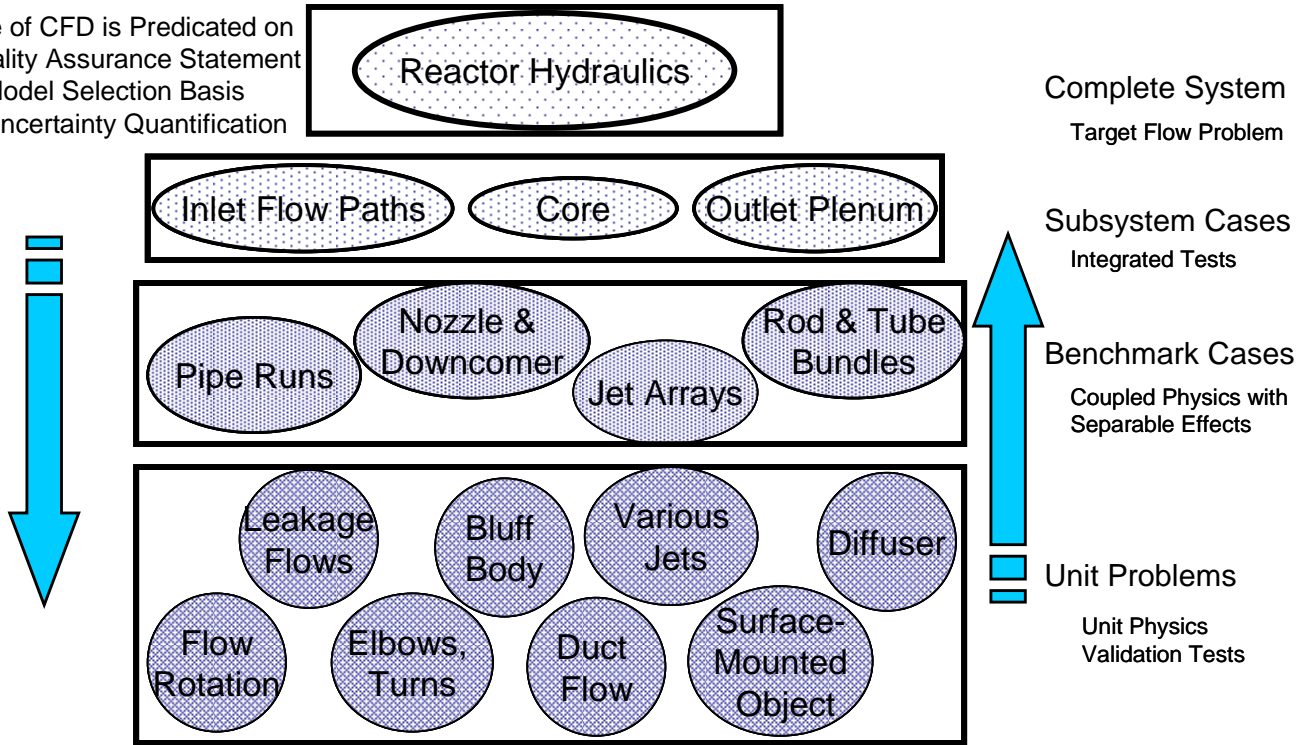 e of CFD is Predicated on
ality Assurance Statement
Model Selection Basis
ncertainty Quantification
Reactor Hydraulics
Complete System
Target Flow Problem
Inlet Flow Paths
Core
Outlet Plenum
Subsystem Cases
Integrated Tests
Pipe Runs
Nozzle &
Downcomer
Jet Arrays
Rod & Tube
Bundles
Benchmark Cases
Coupled Physics with
Separable Effects
Leakage
Flows
Bluff
Body
Various
Jets
Diffuser
Flow
Rotation
Elbows,
Turns
Duct
Flow
Surface-
Mounted
Object
Unit Problems
Unit Physics
Validation Tests